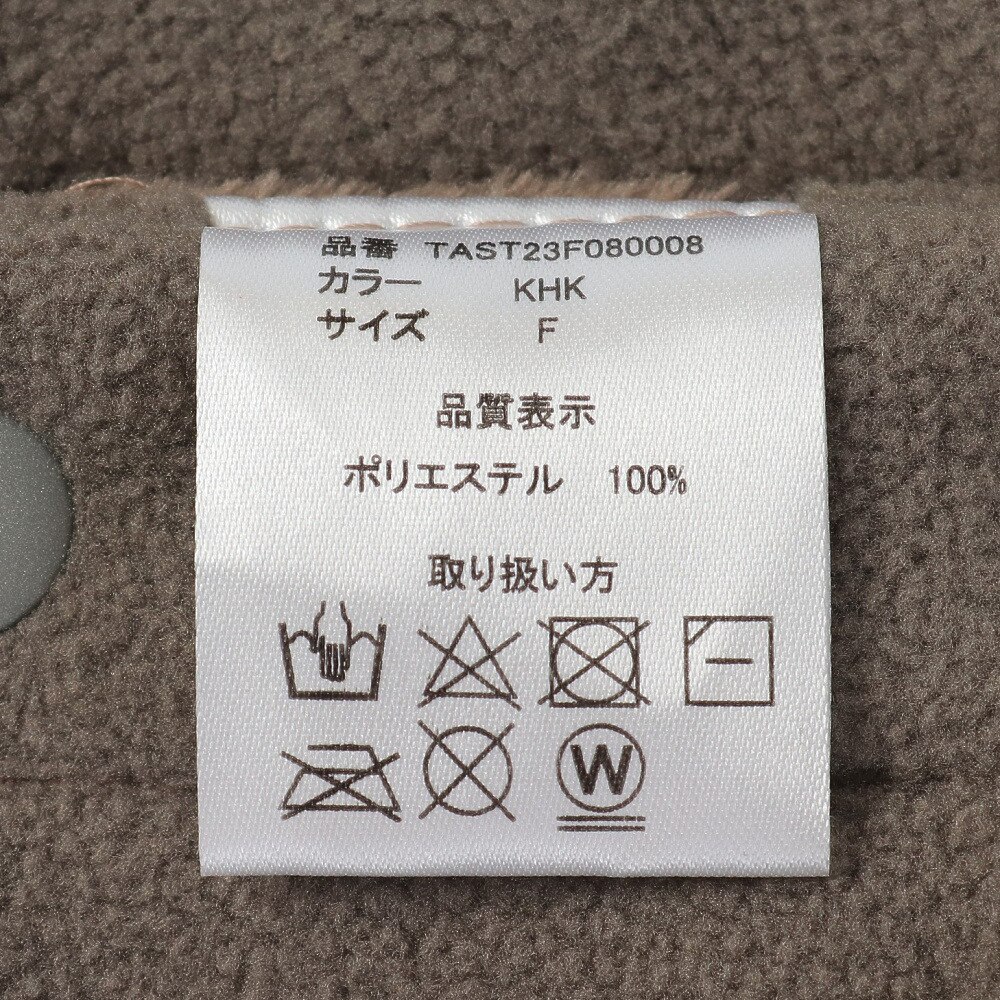 品番 TAST23F080008
カラー KHK
サイズ F
品質表示
ポリエステル 100%
取り扱い方
W